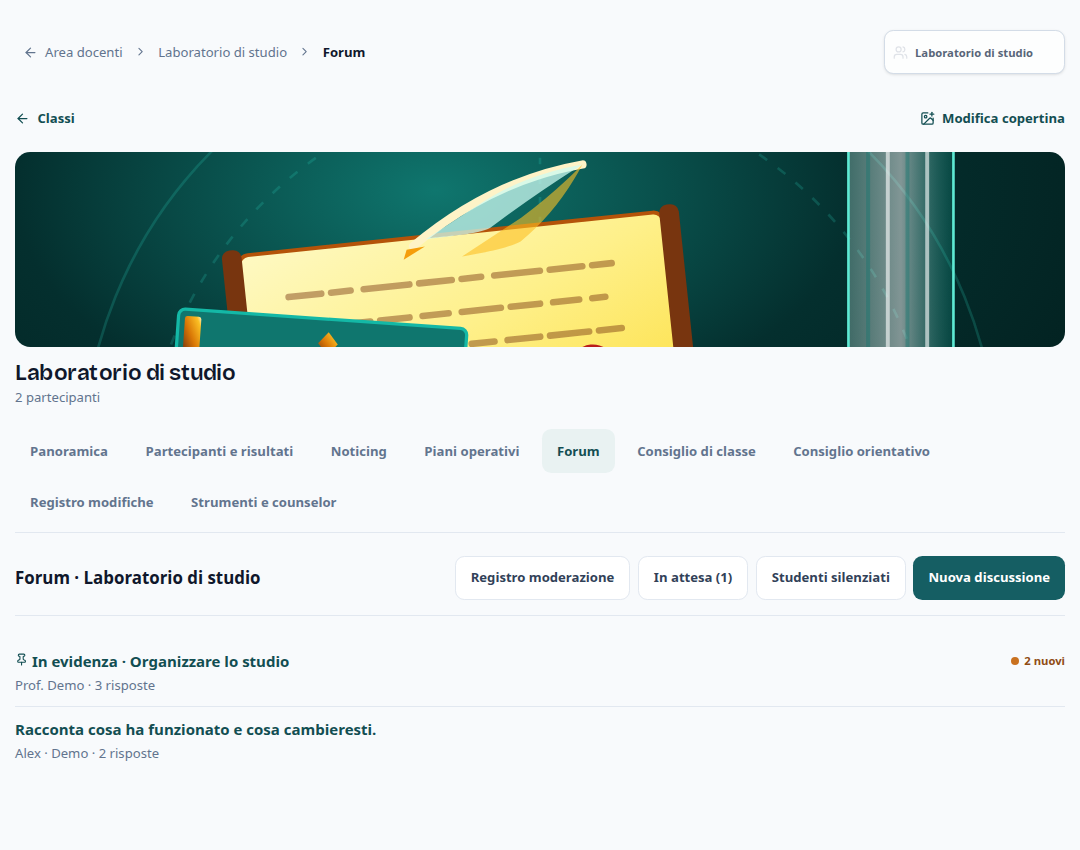 Area docenti
Laboratorio di studio
Forum
Laboratorio di studio
Classi
Modifica copertina
Laboratorio di studio
2 partecipanti
Panoramica
Partecipanti e risultati
Noticing
Piani operativi
Forum
Consiglio di classe
Consiglio orientativo
Registro modifiche
Strumenti e counselor
Forum · Laboratorio di studio
Registro moderazione
In attesa (1)
Studenti silenziati
Nuova discussione
In evidenza · Organizzare lo studio
2 nuovi
Prof. Demo · 3 risposte
Racconta cosa ha funzionato e cosa cambieresti.
Alex · Demo · 2 risposte